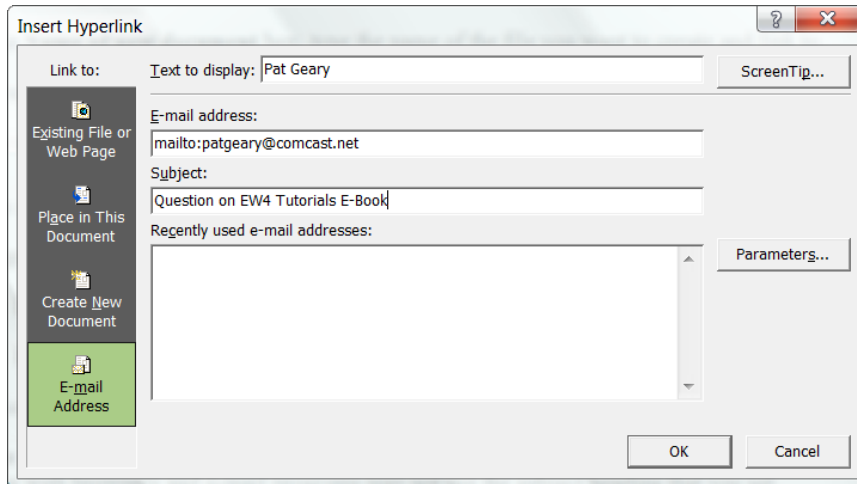 Insert Hyperlink
?
X
Link to:
Text to display:
Pat Geary
ScreenTip...
Existing File or
Web Page
Place in This
Document
Create New
Document
E-mail
Address
E-mail address:
mailto:patgeary@comcast.net
Subject:
Question on EW4 Tutorials E-Book
Recently used e-mail addresses:
Parameters...
OK
Cancel